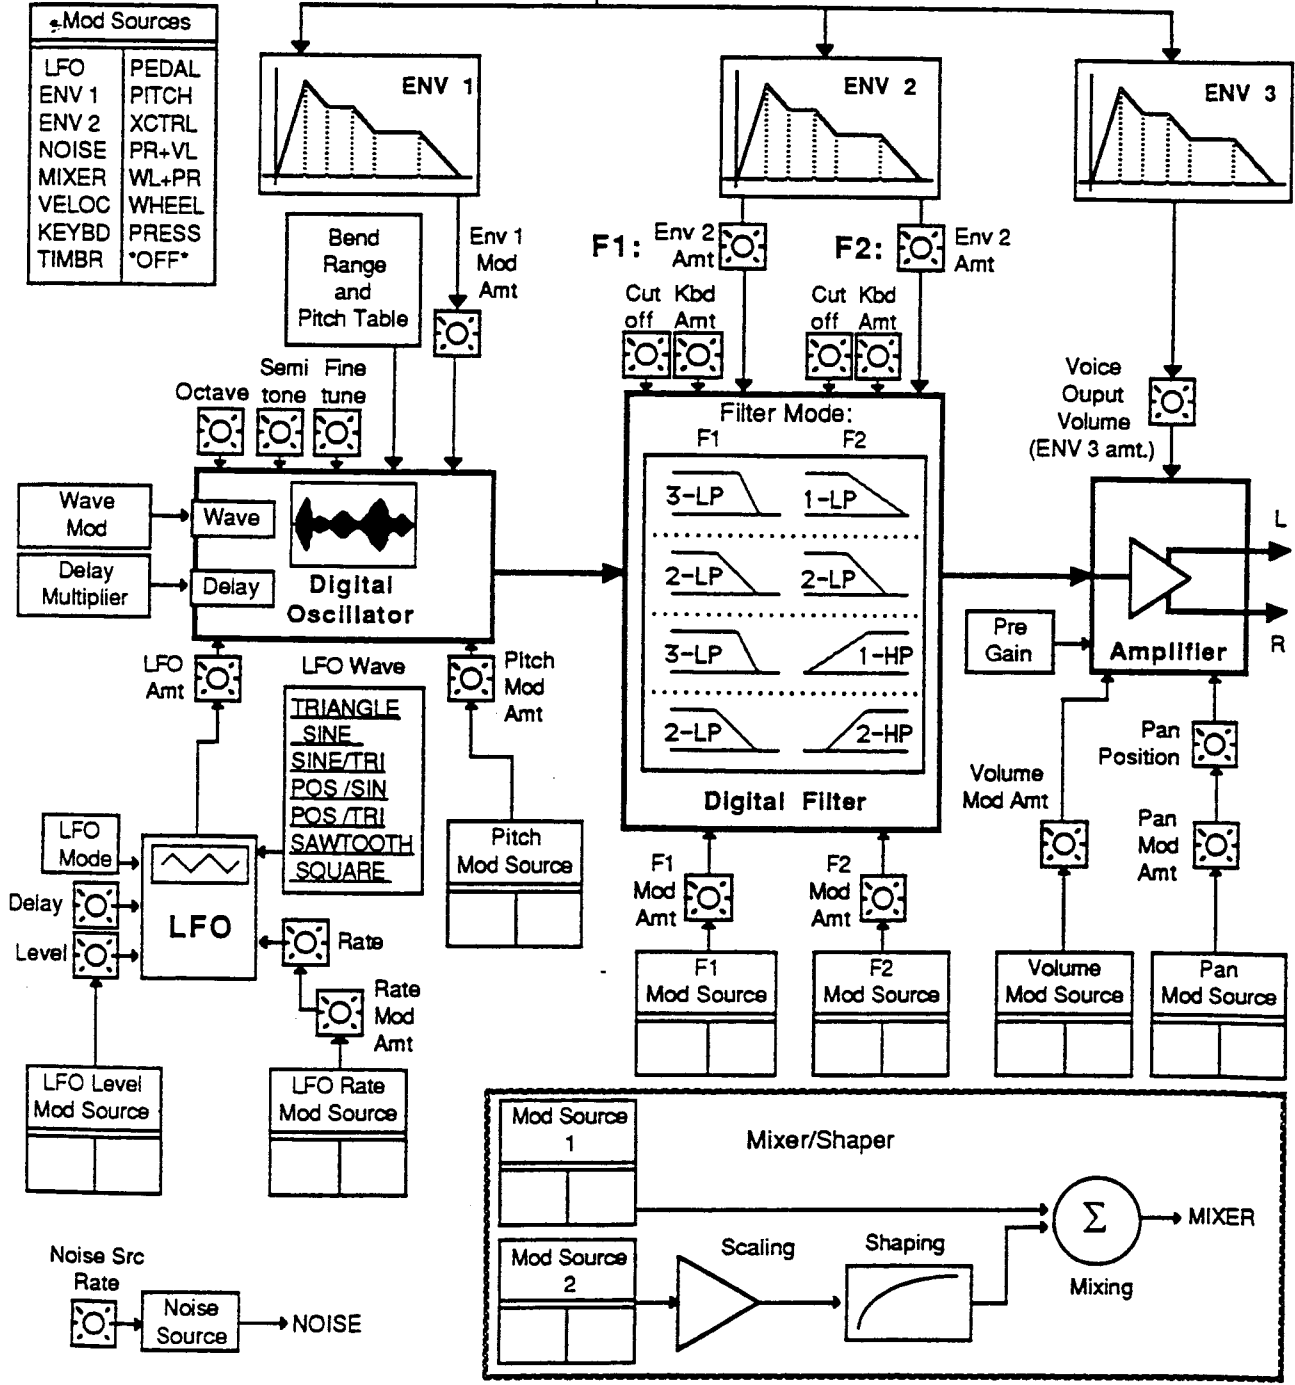 Mod Sources
LFO PEDAL
ENV 1 PITCH
ENV 2 XCTRL
NOISE PR+VL
MIXER WL+PR
VELOC WHEEL
KEYBD PRESS
TIMBR *OFF*
ENV 1
ENV 2
ENV 3
Bend
Range
and
Pitch Table
Env 1
Mod
Amt
F1:
Env 2
Amt
F2:
Env 2
Amt
Cut
off
Kbd
Amt
Cut
off
Kbd
Amt
Octave
Semi
tone
Fine
tune
Voice
Ouput
Volume
(ENV 3 amt.)
Wave
Mod
Wave
Delay
Multiplier
Delay
Digital
Oscillator
Filter Mode:
F1 F2
3-LP 1-LP
2-LP 2-LP
3-LP 1-HP
2-LP 2-HP
Digital Filter
L
R
Pre
Gain
Amplifier
LFO
Amt
LFO Wave
TRIANGLE
SINE
SINE/TRI
POS /SIN
POS /TRI
SAWTOOTH
SQUARE
Pitch
Mod
Amt
Pitch
Mod Source
LFO
Mode
Delay
Level
LFO
Rate
Rate
Mod
Amt
LFO Level
Mod Source
LFO Rate
Mod Source
F1
Mod
Amt
F2
Mod
Amt
F1
Mod Source
F2
Mod Source
Volume
Mod Amt
Pan
Position
Pan
Mod
Amt
Volume
Mod Source
Pan
Mod Source
Noise Src
Rate
Noise
Source
NOISE
Mod Source
1
Mixer/Shaper
Mod Source
2
Scaling
Shaping
Σ
Mixing
MIXER